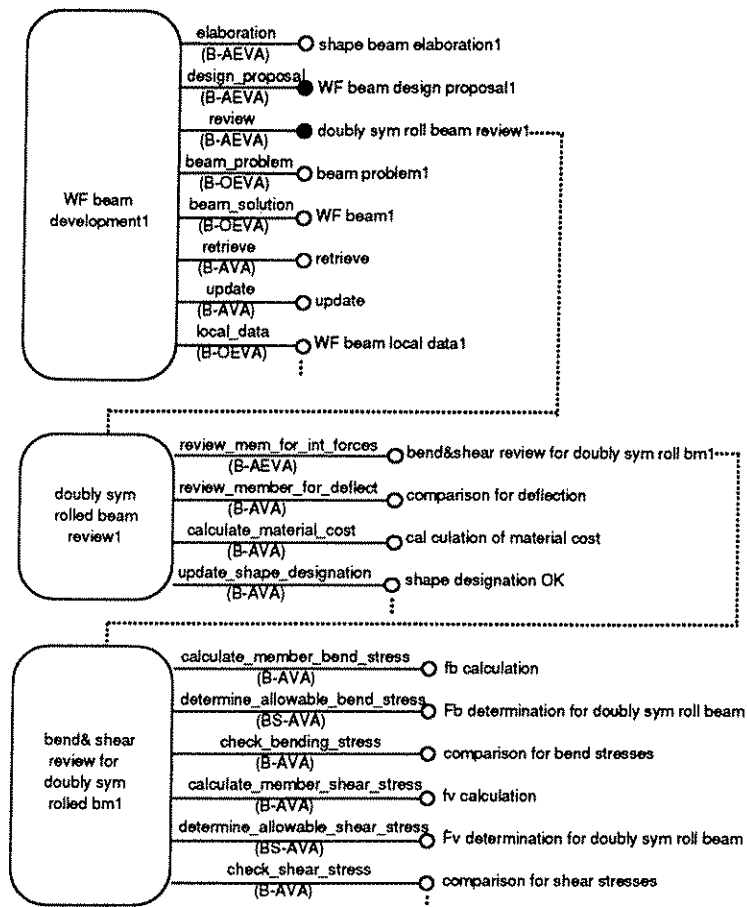 elaboration
(B-AEVA)
shape beam elaboration1
design_proposal
(B-AEVA)
WF beam design proposal1
review
(B-AEVA)
doubly sym roll beam review1
beam_problem
(B-OEVA)
beam problem1
WF beam
development1
beam_solution
(B-OEVA)
WF beam1
retrieve
(B-AVA)
retrieve
update
(B-AVA)
update
local_data
(B-OEVA)
WF beam local data1
doubly sym
rolled beam
review1
review_mem_for_int_forces
(B-AEVA)
bend&shear review for doubly sym roll bm1
review_member_for_deflect
(B-AVA)
comparison for deflection
calculate_material_cost
(B-AVA)
cal culation of material cost
update_shape_designation
(B-AVA)
shape designation OK
bend& shear
review for
doubly sym
rolled bm1
calculate_member_bend_stress
(B-AVA)
fb calculation
determine_allowable_bend_stress
(BS-AVA)
Fb determination for doubly sym roll beam
check_bending_stress
(B-AVA)
comparison for bend stresses
calculate_member_shear_stress
(B-AVA)
fv calculation
determine_allowable_shear_stress
(BS-AVA)
Fv determination for doubly sym roll beam
check_shear_stress
(B-AVA)
comparison for shear stresses